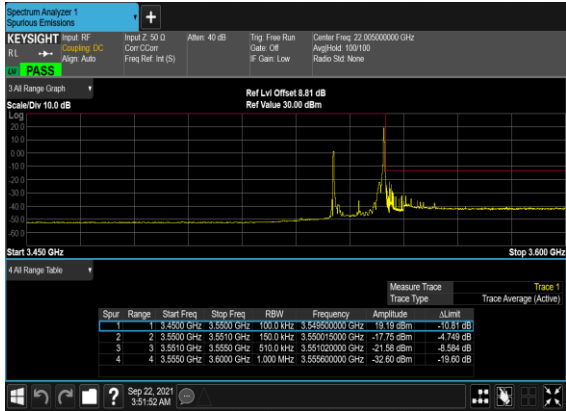 Spectrum Analyzer 1
Spurious Emissions
KEYSIGHT Input: RF Input Z: 50 Ω Atten: 40 dB Trig: Free Run Center Freq: 22.005000000 GHz
RL Coupling: DC Corr CCorr Gate: Off Avg|Hold: 100/100
Align: Auto Freq Ref: Int (S) IF Gain: Low Radio Std: None
PASS
3 All Range Graph Ref Lvl Offset 8.81 dB
Scale/Div 10.0 dB Ref Value 30.00 dBm
Log
20.0
10.0
0.00
-10.0
-20.0
-30.0
-40.0
-50.0
-60.0
Start 3.450 GHz Stop 3.600 GHz
4 All Range Table
Measure Trace Trace 1
Trace Type Trace Average (Active)
Spur Range Start Freq Stop Freq RBW Frequency Amplitude ΔLimit
1 1 3.4500 GHz 3.5500 GHz 100.0 kHz 3.549500000 GHz 19.19 dBm -10.81 dB
2 2 3.5500 GHz 3.5510 GHz 150.0 kHz 3.550015000 GHz -17.75 dBm -4.749 dB
3 3 3.5510 GHz 3.5550 GHz 510.0 kHz 3.551020000 GHz -21.58 dBm -8.584 dB
4 4 3.5550 GHz 3.6000 GHz 1.000 MHz 3.555600000 GHz -32.60 dBm -19.60 dB
Sep 22, 2021
3:51:52 AM